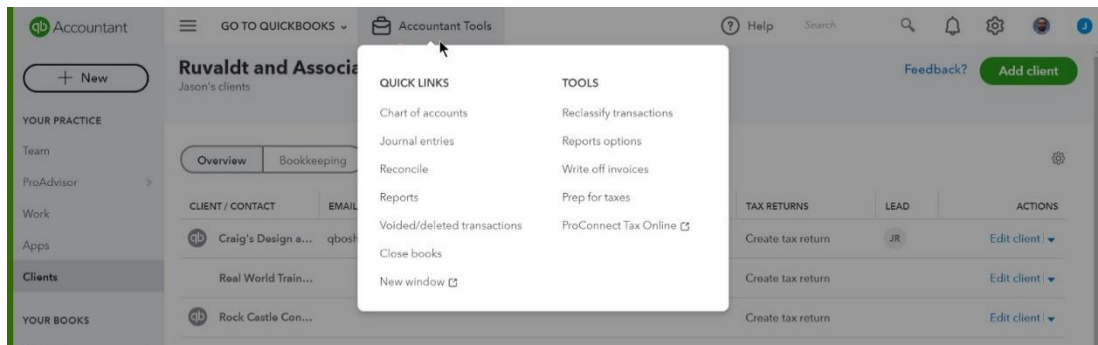 qb Accountant
GO TO QUICKBOOKS
Accountant Tools
? Help
Search
J
+ New
Ruvaldt and Associa
Jason's clients
Feedback?
Add client
QUICK LINKS
Chart of accounts
Journal entries
Reconcile
Reports
Voided/deleted transactions
Close books
New window
TOOLS
Reclassify transactions
Reports options
Write off invoices
Prep for taxes
ProConnect Tax Online
YOUR PRACTICE
Team
ProAdvisor
Work
Apps
Clients
YOUR BOOKS
Overview Bookkeeping
CLIENT / CONTACT EMAIL TAX RETURNS LEAD ACTIONS
qb Craig's Design a... qbosh Create tax return JR Edit client
Real World Train... Create tax return Edit client
qb Rock Castle Con... Create tax return Edit client